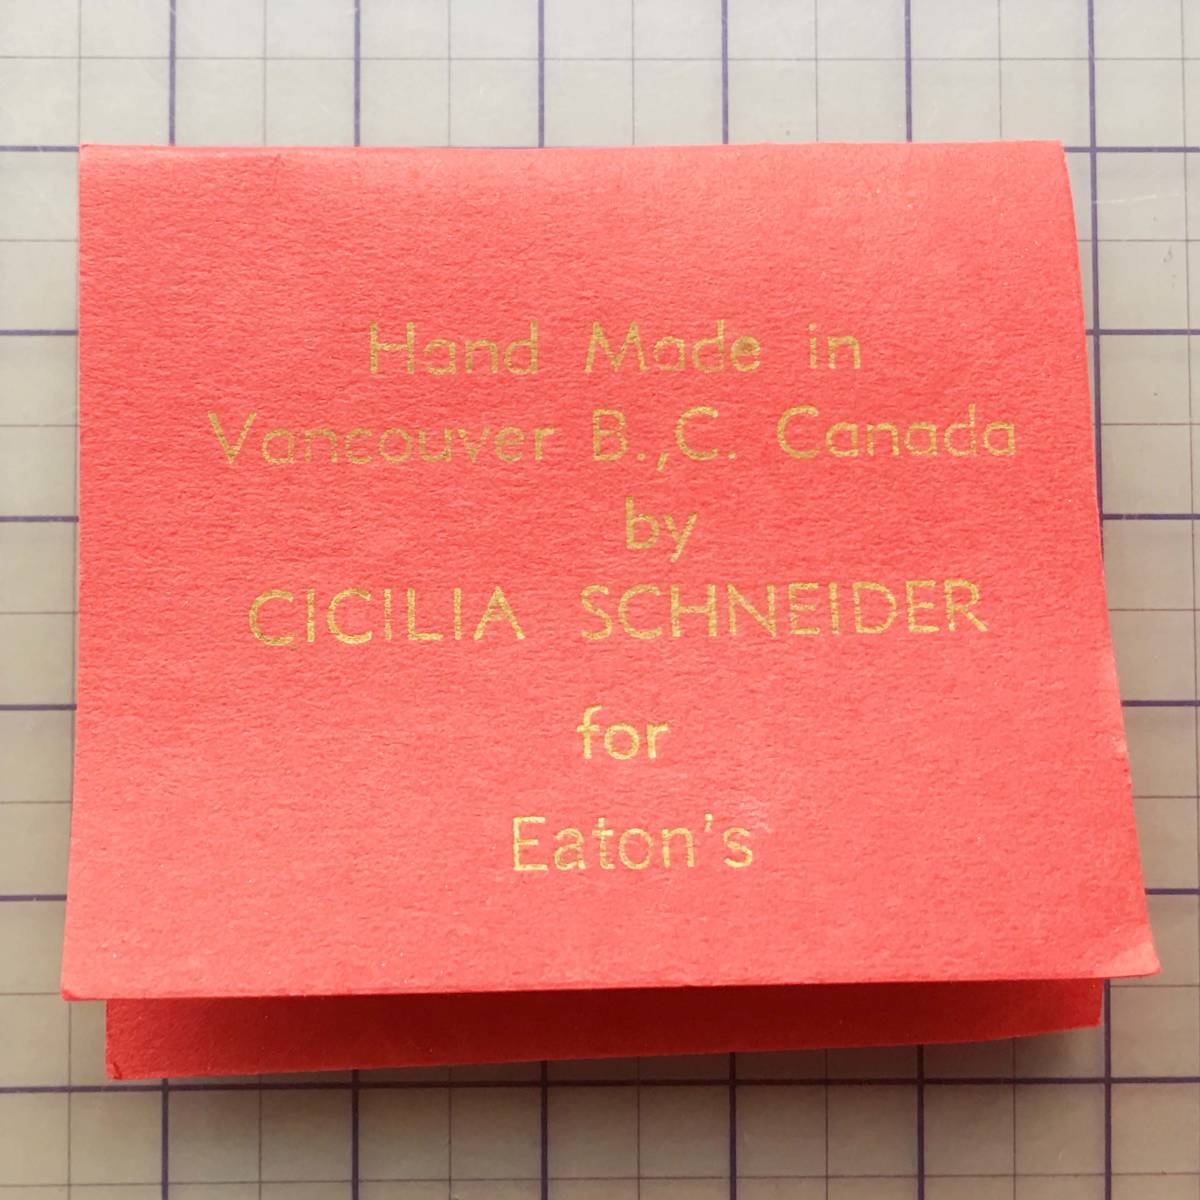 Hand Made in
Vancouver B.,C. Canada
by
CICILIA SCHNEIDER
for
Eaton's